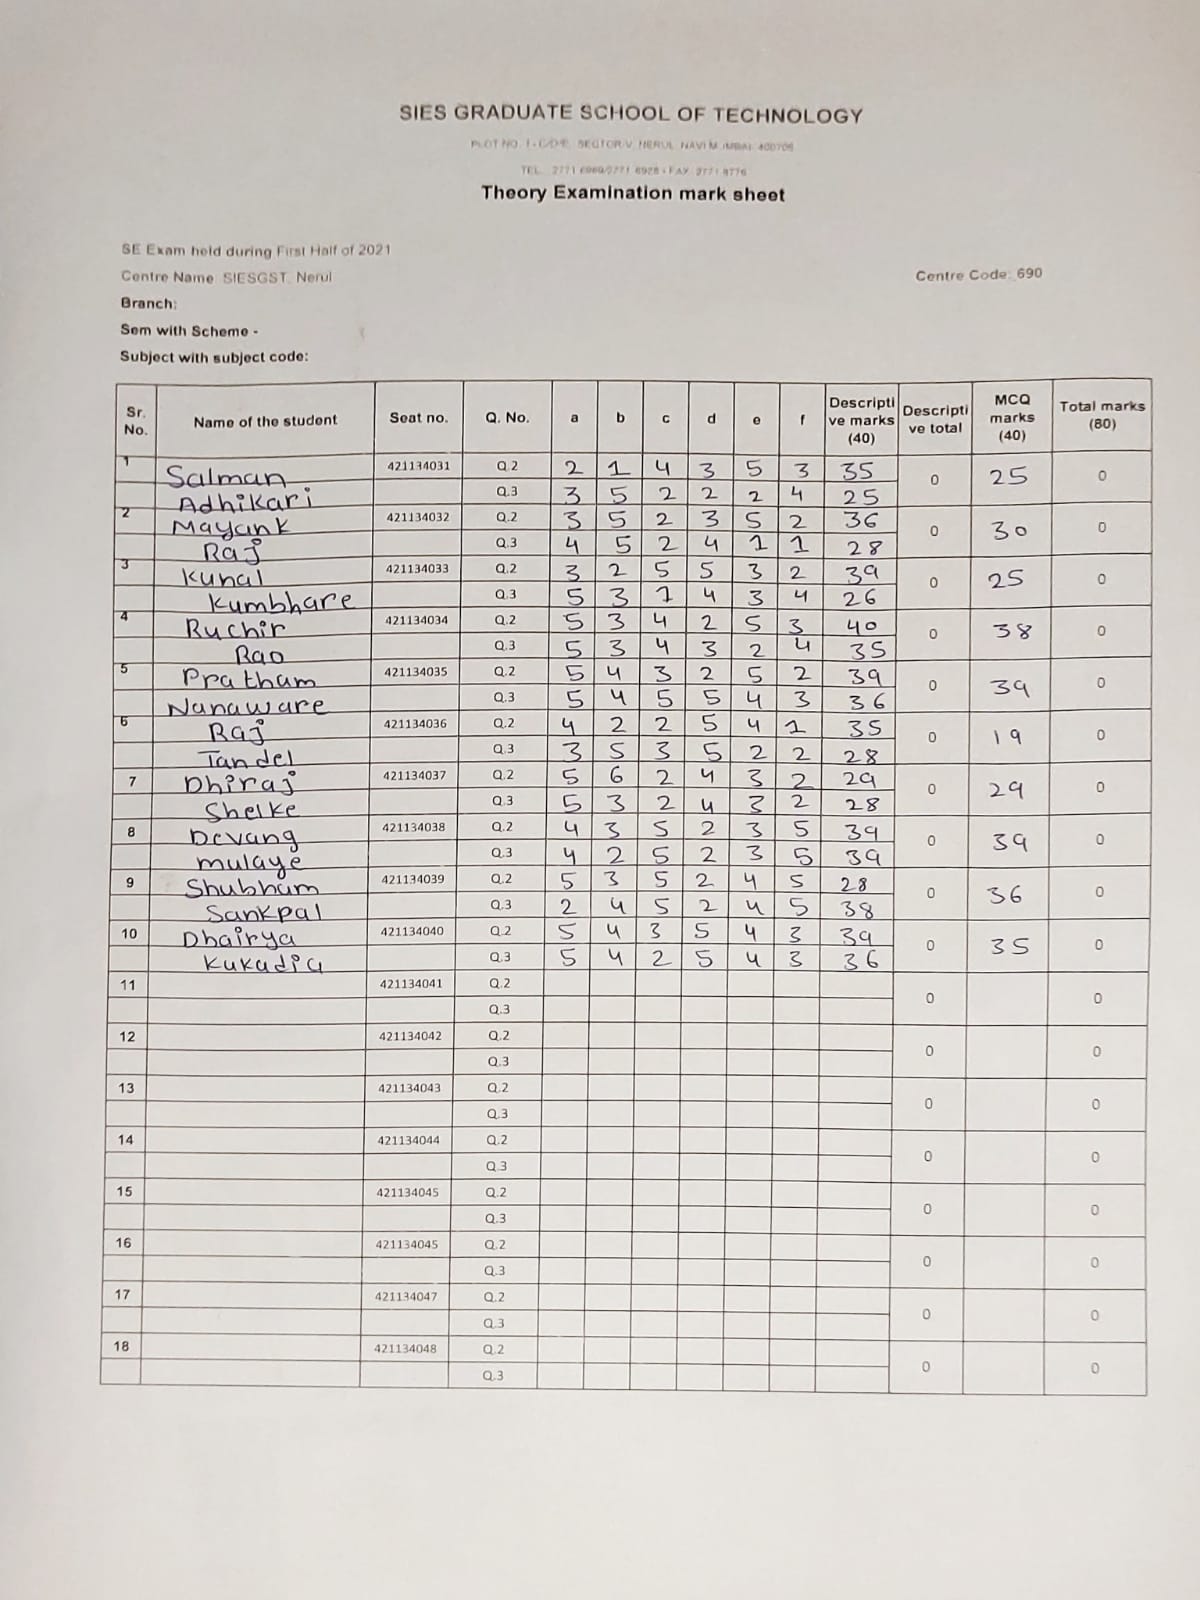 SIES GRADUATE SCHOOL OF TECHNOLOGY
PLOT NO. SECTOR V, NERUL, NAVI
TEL. 2771 FAX 2771 8776
Theory Examination mark sheet
SE Exam held during First Half of 2021
Centre Name SIESGST, Nerul Centre Code: 690
Branch:
Sem with Scheme -
Subject with subject code:
Sr. No. Name of the student Seat no. Q. No. a b c d e f Descripti ve marks (40) Descripti ve total MCQ marks (40) Total marks (80)
1 Salman 421134031 Q.2 2 1 4 3 5 3 35 0 25 0
Adhikari Q.3 3 5 2 2 2 4 25
2 Mayank 421134032 Q.2 3 5 2 3 5 2 36 0 30 0
Raj Q.3 4 5 2 4 1 1 28
3 Kunal 421134033 Q.2 3 2 5 5 3 2 39 0 25 0
Kumbhare Q.3 5 3 1 4 3 4 26
4 Ruchir 421134034 Q.2 5 3 4 2 5 3 40 0 38 0
Rao Q.3 5 3 4 3 2 4 35
5 Pratham 421134035 Q.2 5 4 3 2 5 2 39 0 39 0
Nanaware Q.3 5 4 5 5 4 3 36
6 Raj 421134036 Q.2 4 2 2 5 4 1 35 0 19 0
Tandel Q.3 3 5 3 5 2 2 28
7 Dhiraj 421134037 Q.2 5 6 2 4 3 2 29 0 29 0
Shelke Q.3 5 3 2 4 3 2 28
8 Devang 421134038 Q.2 4 3 5 2 3 5 39 0 39 0
mulaye Q.3 4 2 5 2 3 5 39
9 Shubham 421134039 Q.2 5 3 5 2 4 5 28 0 36 0
Sankpal Q.3 2 4 5 2 4 5 38
10 Dhairya 421134040 Q.2 5 4 3 5 4 3 39 0 35 0
Kukadia Q.3 5 4 2 5 4 3 36
11 421134041 Q.2 0 0
Q.3
12 421134042 Q.2 0 0
Q.3
13 421134043 Q.2 0 0
Q.3
14 421134044 Q.2 0 0
Q.3
15 421134045 Q.2 0 0
Q.3
16 421134045 Q.2 0 0
Q.3
17 421134047 Q.2 0 0
Q.3
18 421134048 Q.2 0 0
Q.3